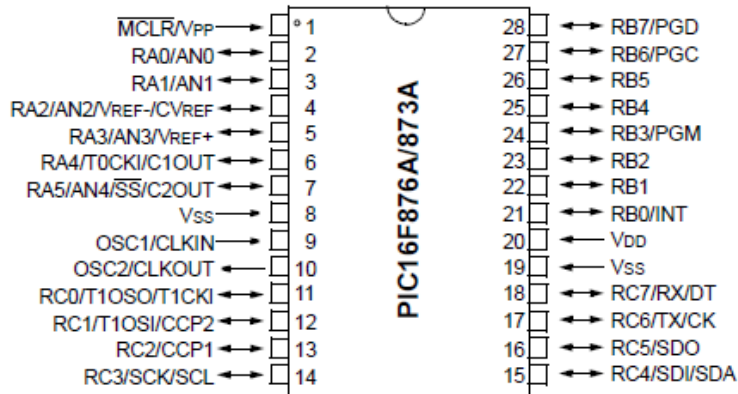 MCLR/VPP 1 28 RB7/PGD
RA0/AN0 2 27 RB6/PGC
RA1/AN1 3 26 RB5
RA2/AN2/VREF-/CVREF 4 25 RB4
RA3/AN3/VREF+ 5 24 RB3/PGM
RA4/T0CKI/C1OUT 6 23 RB2
RA5/AN4/SS/C2OUT 7 22 RB1
VSS 8 21 RB0/INT
OSC1/CLKIN 9 20 VDD
OSC2/CLKOUT 10 19 VSS
RC0/T1OSO/T1CKI 11 18 RC7/RX/DT
RC1/T1OSI/CCP2 12 17 RC6/TX/CK
RC2/CCP1 13 16 RC5/SDO
RC3/SCK/SCL 14 15 RC4/SDI/SDA
PIC16F876A/873A